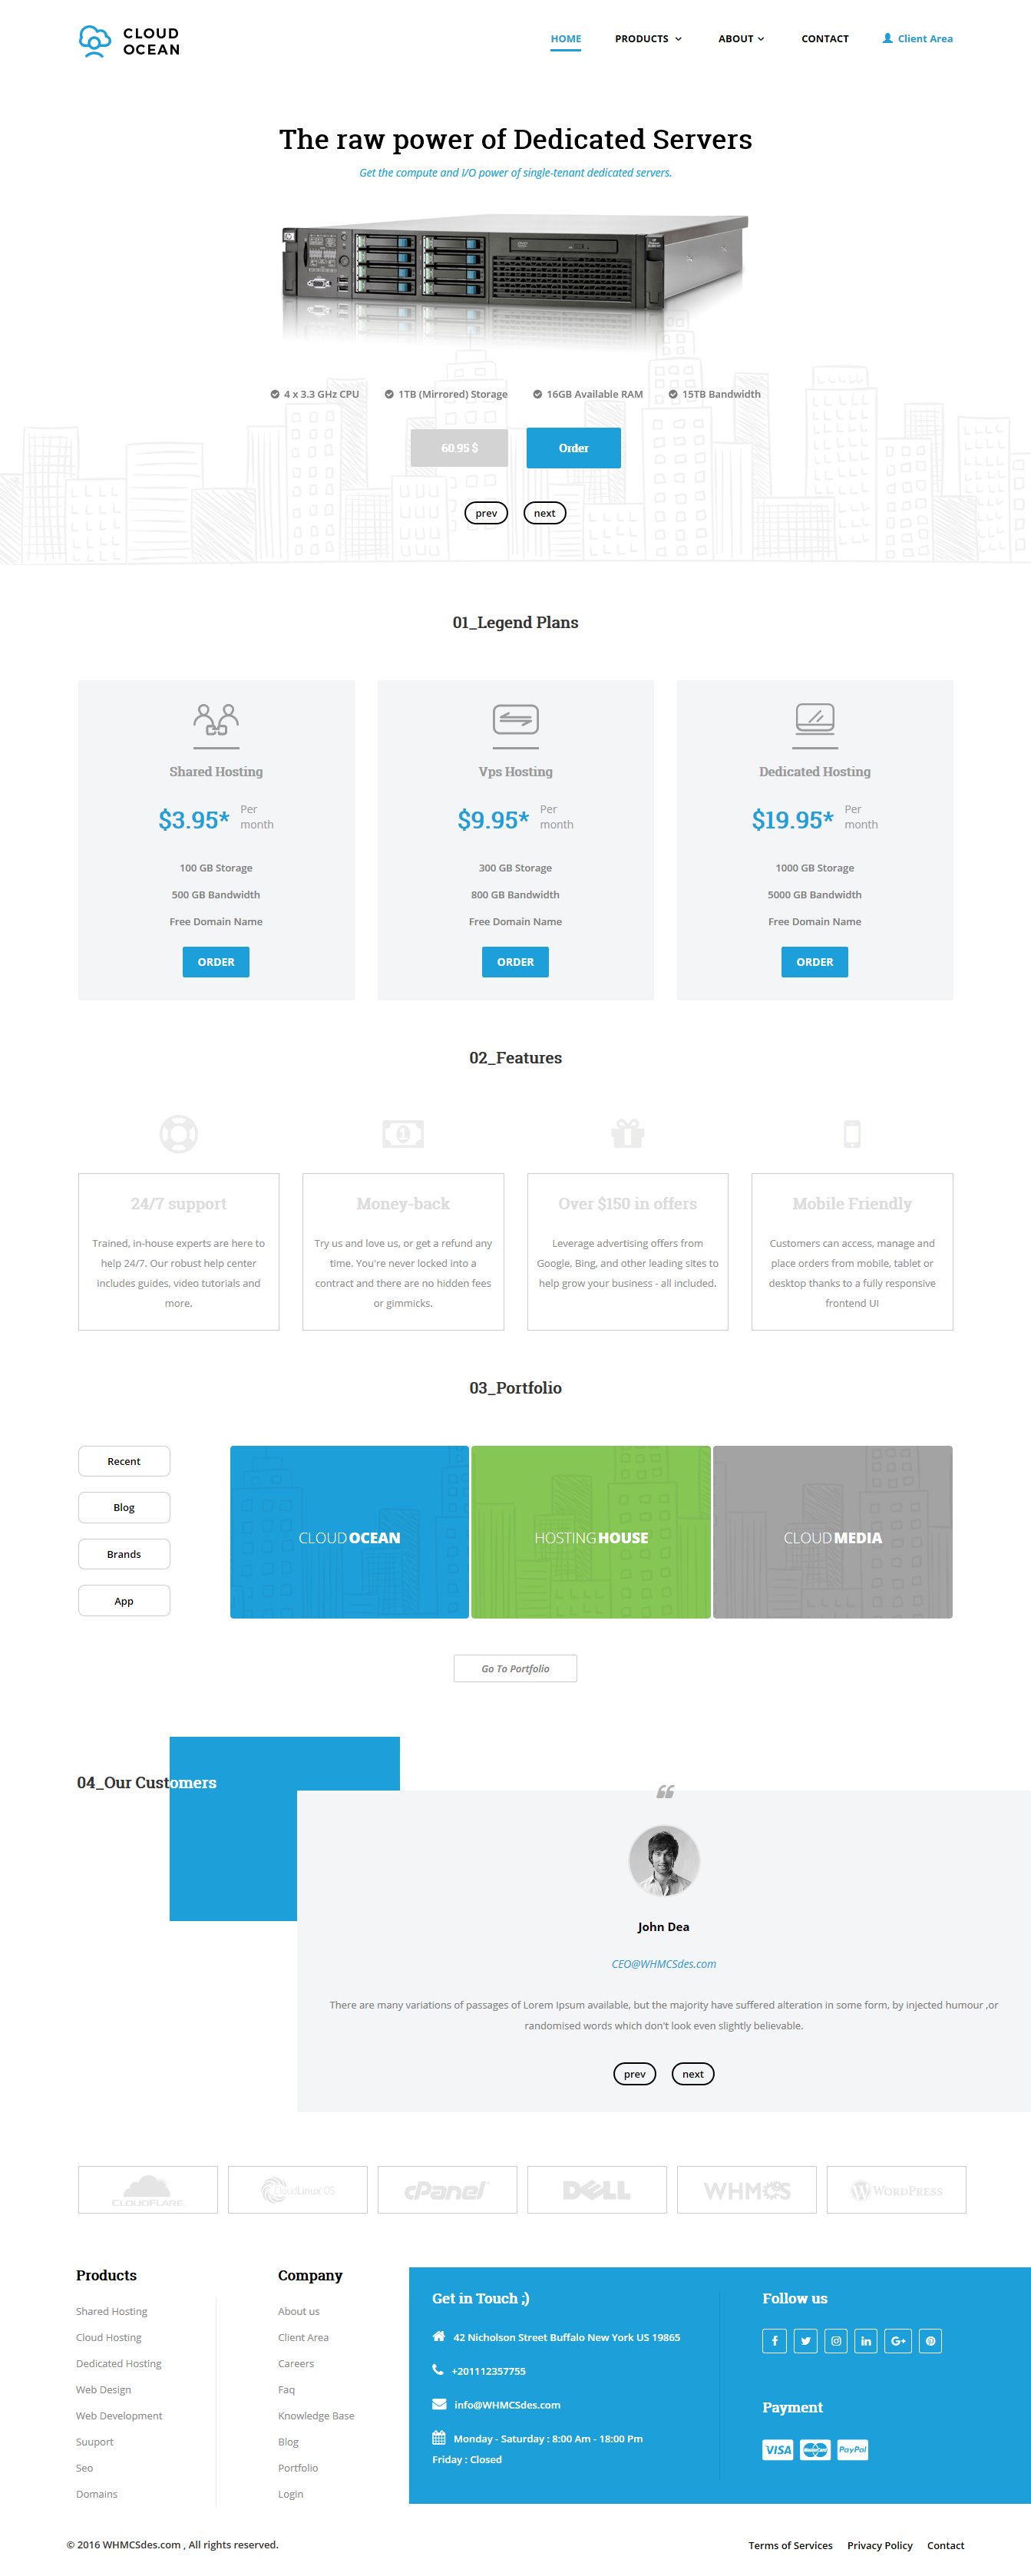 CLOUD
OCEAN
HOME
PRODUCTS
ABOUT
CONTACT
Client Area
The raw power of Dedicated Servers
Get the compute and I/O power of single-tenant dedicated servers.
4 x 3.3 GHz CPU
1TB (Mirrored) Storage
16GB Available RAM
15TB Bandwidth
60.95 $
Order
prev
next
01_Legend Plans
Shared Hosting
$3.95*
Per
month
100 GB Storage
500 GB Bandwidth
Free Domain Name
ORDER
Vps Hosting
$9.95*
Per
month
300 GB Storage
800 GB Bandwidth
Free Domain Name
ORDER
Dedicated Hosting
$19.95*
Per
month
1000 GB Storage
5000 GB Bandwidth
Free Domain Name
ORDER
02_Features
24/7 support
Trained, in-house experts are here to
help 24/7. Our robust help center
includes guides, video tutorials and
more.
Money-back
Try us and love us, or get a refund any
time. You're never locked into a
contract and there are no hidden fees
or gimmicks.
Over $150 in offers
Leverage advertising offers from
Google, Bing, and other leading sites to
help grow your business - all included.
Mobile Friendly
Customers can access, manage and
place orders from mobile, tablet or
desktop thanks to a fully responsive
frontend UI
03_Portfolio
Recent
Blog
Brands
App
CLOUD OCEAN
HOSTING HOUSE
CLOUD MEDIA
Go To Portfolio
04_Our Customers
John Dea
CEO@WHMCSdes.com
There are many variations of passages of Lorem Ipsum available, but the majority have suffered alteration in some form, by injected humour ,or
randomised words which don't look even slightly believable.
prev
next
CLOUDFLARE
CloudLinux OS
cPanel
DELL
WHMCS
WORDPRESS
Products
Shared Hosting
Cloud Hosting
Dedicated Hosting
Web Design
Web Development
Suuport
Seo
Domains
Company
About us
Client Area
Careers
Faq
Knowledge Base
Blog
Portfolio
Login
Get in Touch ;)
42 Nicholson Street Buffalo New York US 19865
+201112357755
info@WHMCSdes.com
Monday - Saturday : 8:00 Am - 18:00 Pm
Friday : Closed
Follow us
Payment
VISA
MasterCard
PayPal
© 2016 WHMCSdes.com , All rights reserved.
Terms of Services
Privacy Policy
Contact